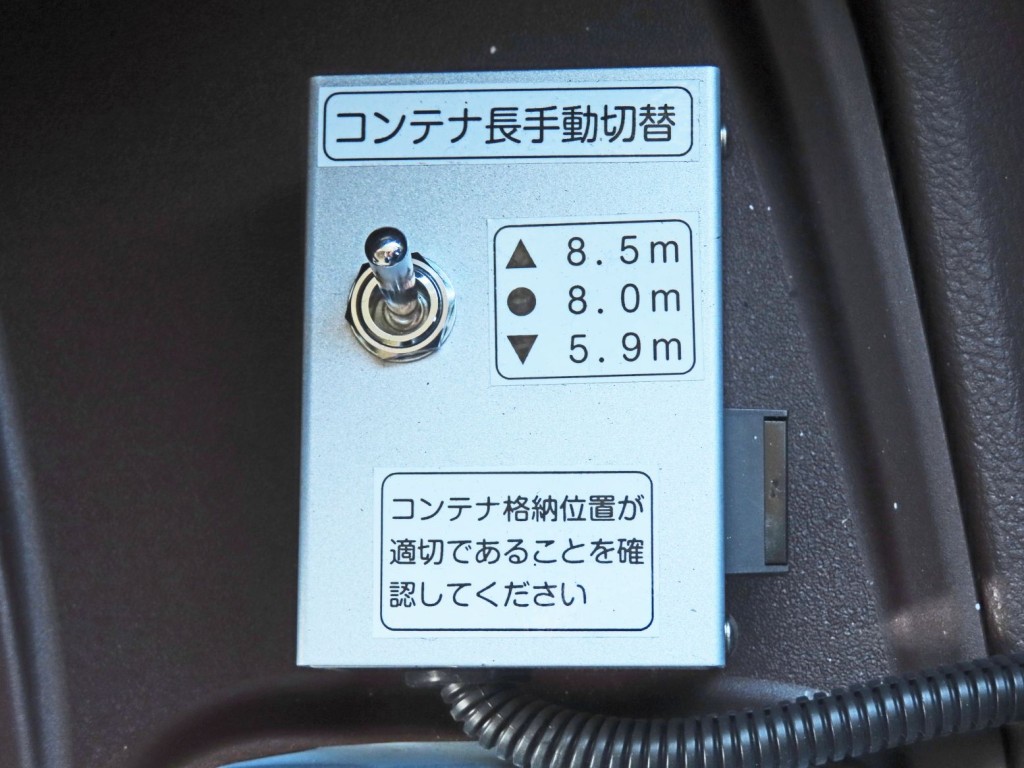 コンテナ長手動切替
▲ 8.5m
● 8.0m
▼ 5.9m
コンテナ格納位置が
適切であることを確
認してください